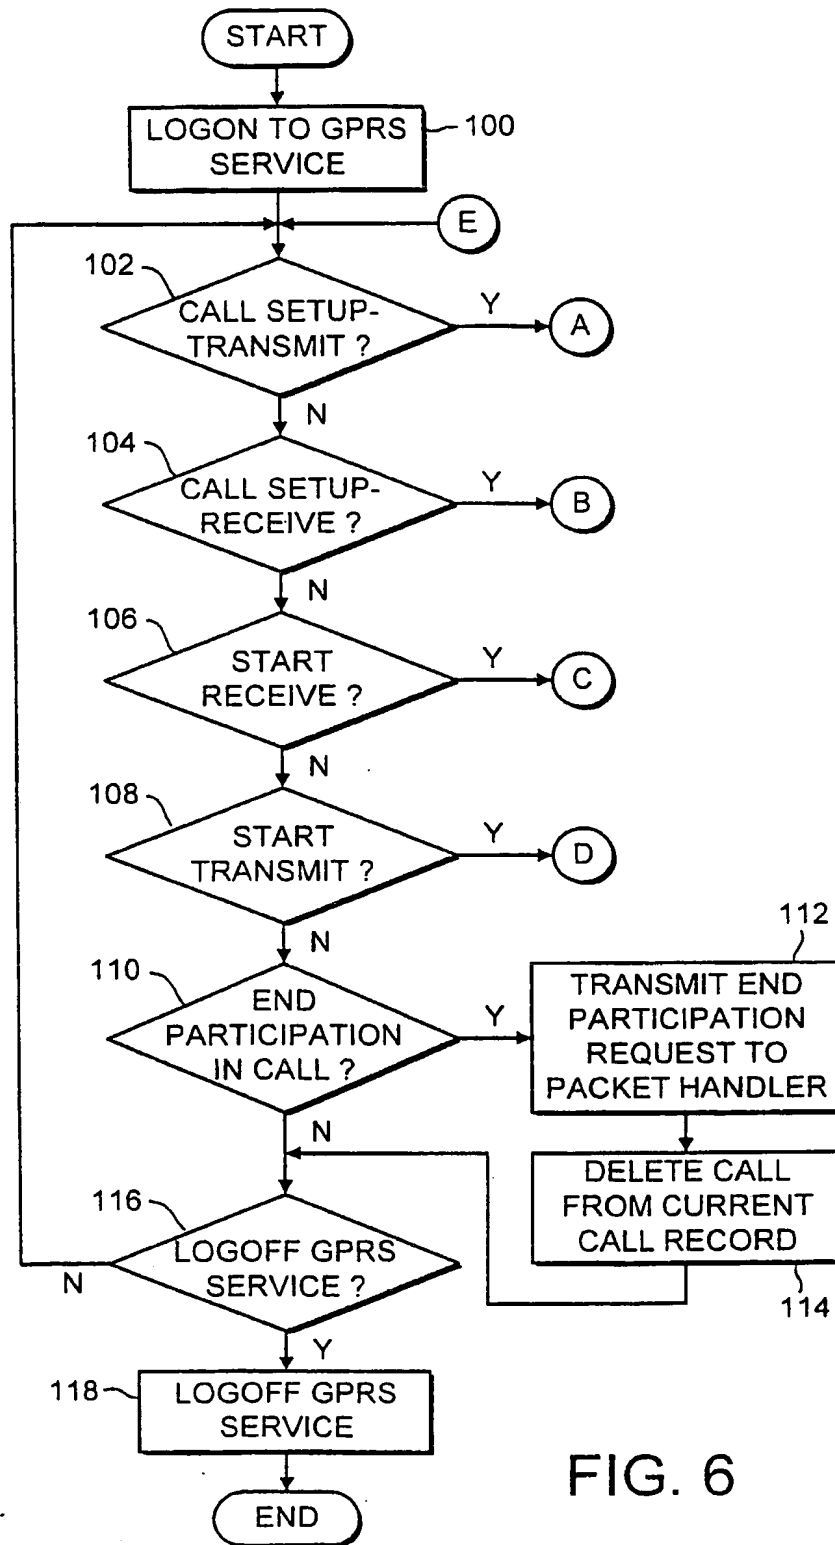 START
LOGON TO GPRS
SERVICE
100
E
102
CALL SETUP-
TRANSMIT ?
Y
A
N
104
CALL SETUP-
RECEIVE ?
Y
B
N
106
START
RECEIVE ?
Y
C
N
108
START
TRANSMIT ?
Y
D
N
110
END
PARTICIPATION
IN CALL ?
Y
112
TRANSMIT END
PARTICIPATION
REQUEST TO
PACKET HANDLER
N
DELETE CALL
FROM CURRENT
CALL RECORD
114
116
LOGOFF GPRS
SERVICE ?
N
Y
118
LOGOFF GPRS
SERVICE
END
FIG. 6